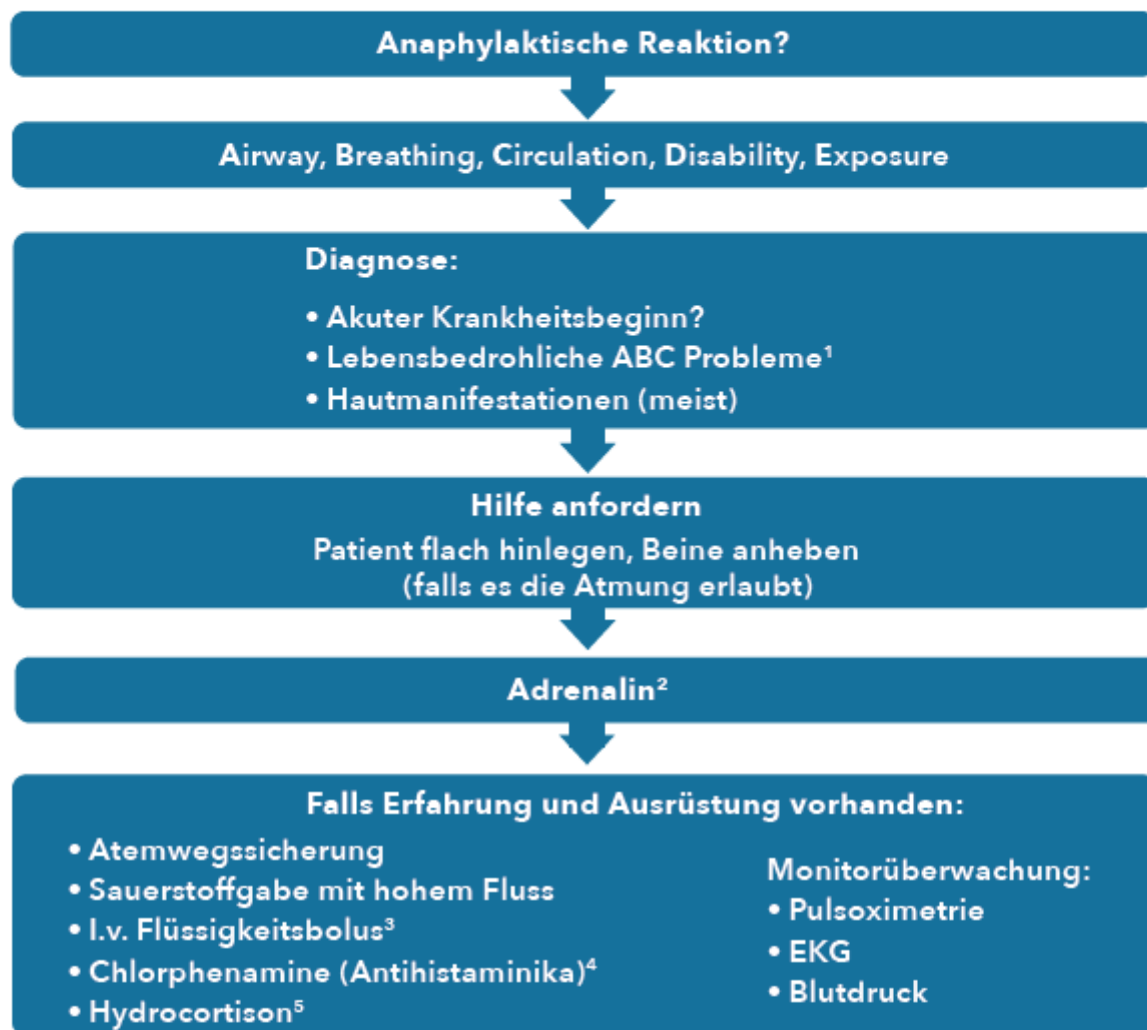 Anaphylaktische Reaktion?
Airway, Breathing, Circulation, Disability, Exposure
Diagnose:
• Akuter Krankheitsbeginn?
• Lebensbedrohliche ABC Probleme¹
• Hautmanifestationen (meist)
Hilfe anfordern
Patient flach hinlegen, Beine anheben
(falls es die Atmung erlaubt)
Adrenalin²
Falls Erfahrung und Ausrüstung vorhanden:
• Atemwegssicherung
• Sauerstoffgabe mit hohem Fluss
• I.v. Flüssigkeitsbolus³
• Chlorphenamine (Antihistaminika)⁴
• Hydrocortison⁵
Monitorüberwachung:
• Pulsoximetrie
• EKG
• Blutdruck